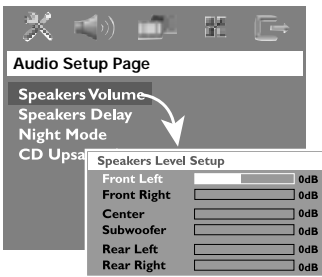 Audio Setup Page
Speakers Volume
Speakers Delay
Night Mode
CD Upsa
Speakers Level Setup
Front Left 0dB
Front Right 0dB
Center 0dB
Subwoofer 0dB
Rear Left 0dB
Rear Right 0dB